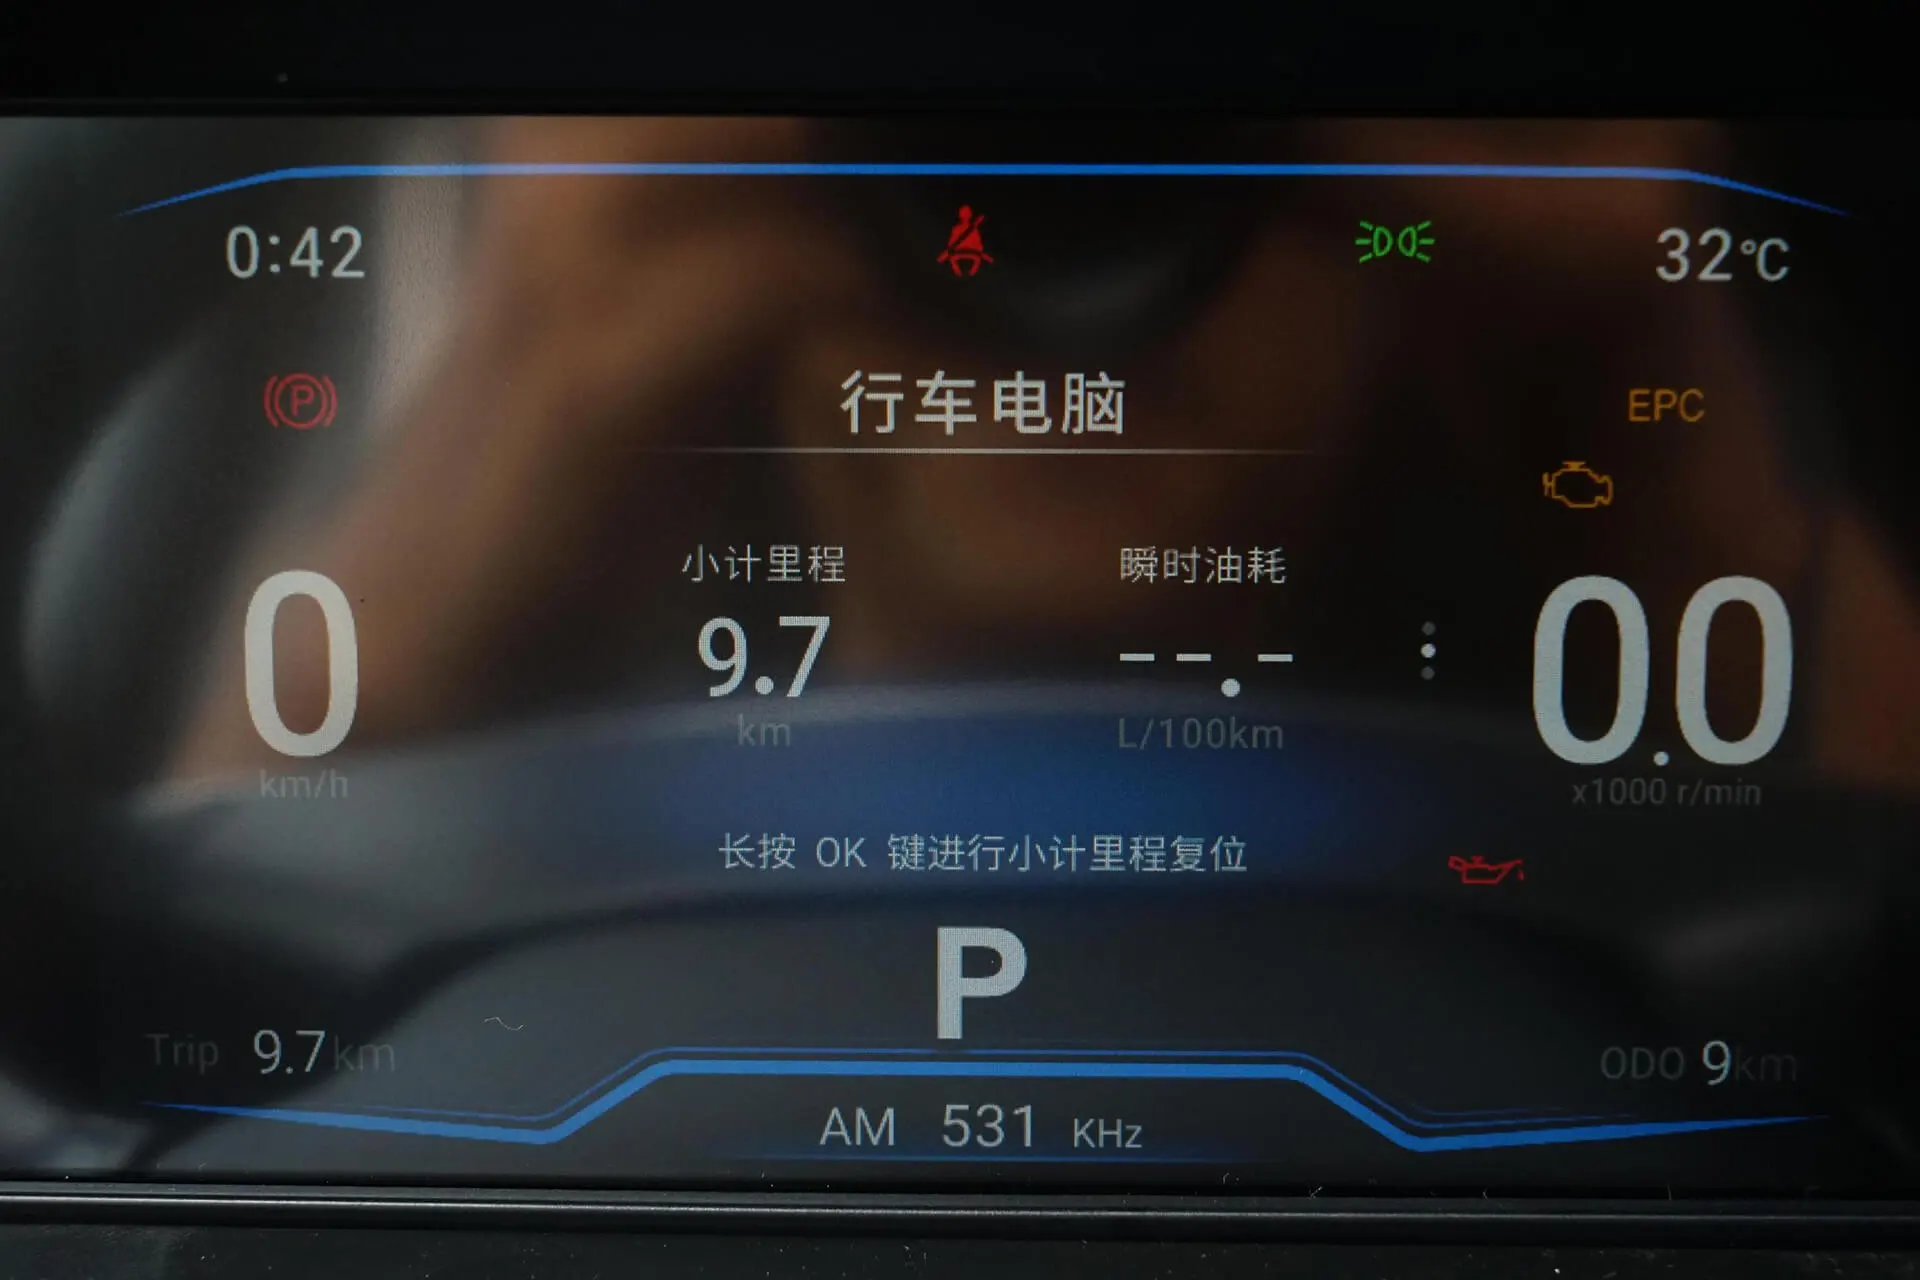 0:42
32°C
P
行车电脑
EPC
小计里程
瞬时油耗
0
9.7
--.-
0.0
km/h
km
L/100km
x1000 r/min
长按 OK 键进行小计里程复位
P
Trip 9.7km
ODO 9km
AM 531 KHz